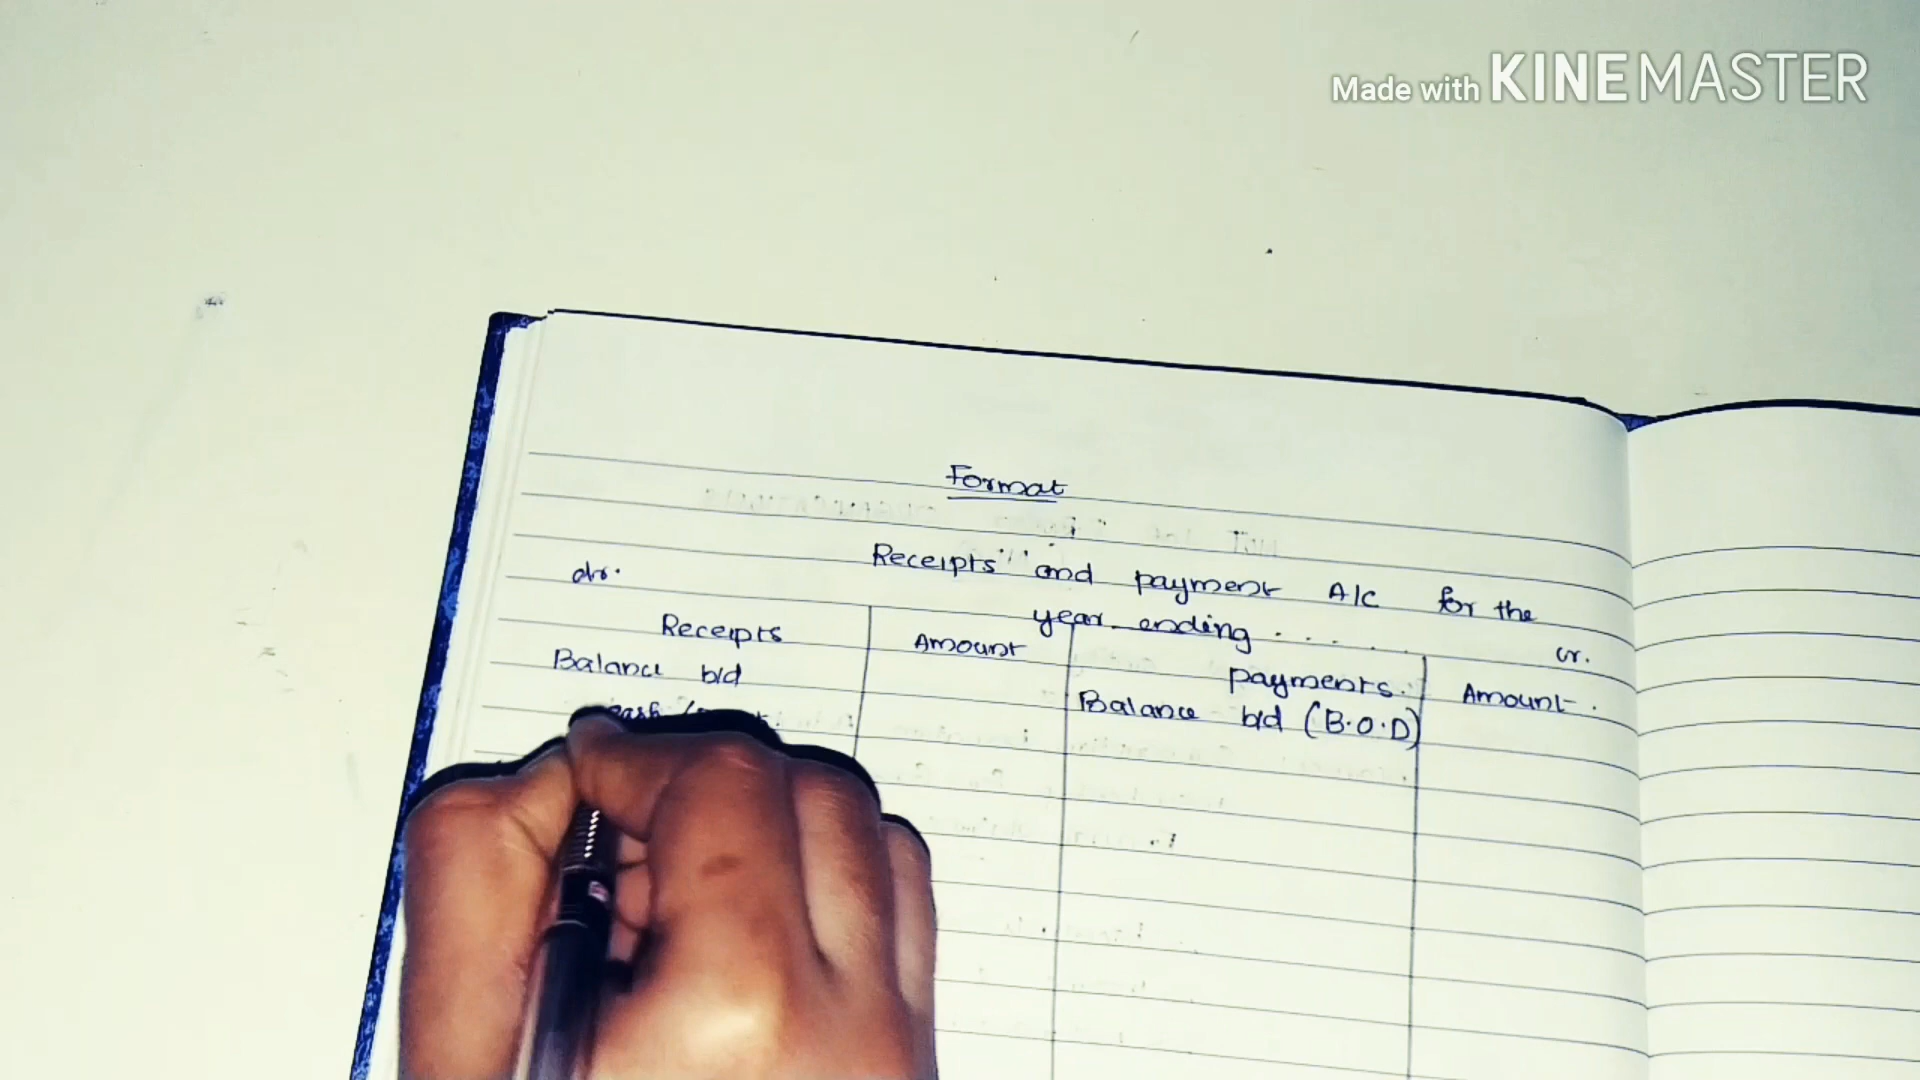 Made with KINEMASTER
Format
Receipts and payment A/c for the
year ending . . . . .
dr. cr.
Receipts Amount payments. Amount.
Balance b/d Balance b/d (B.O.D)
cash